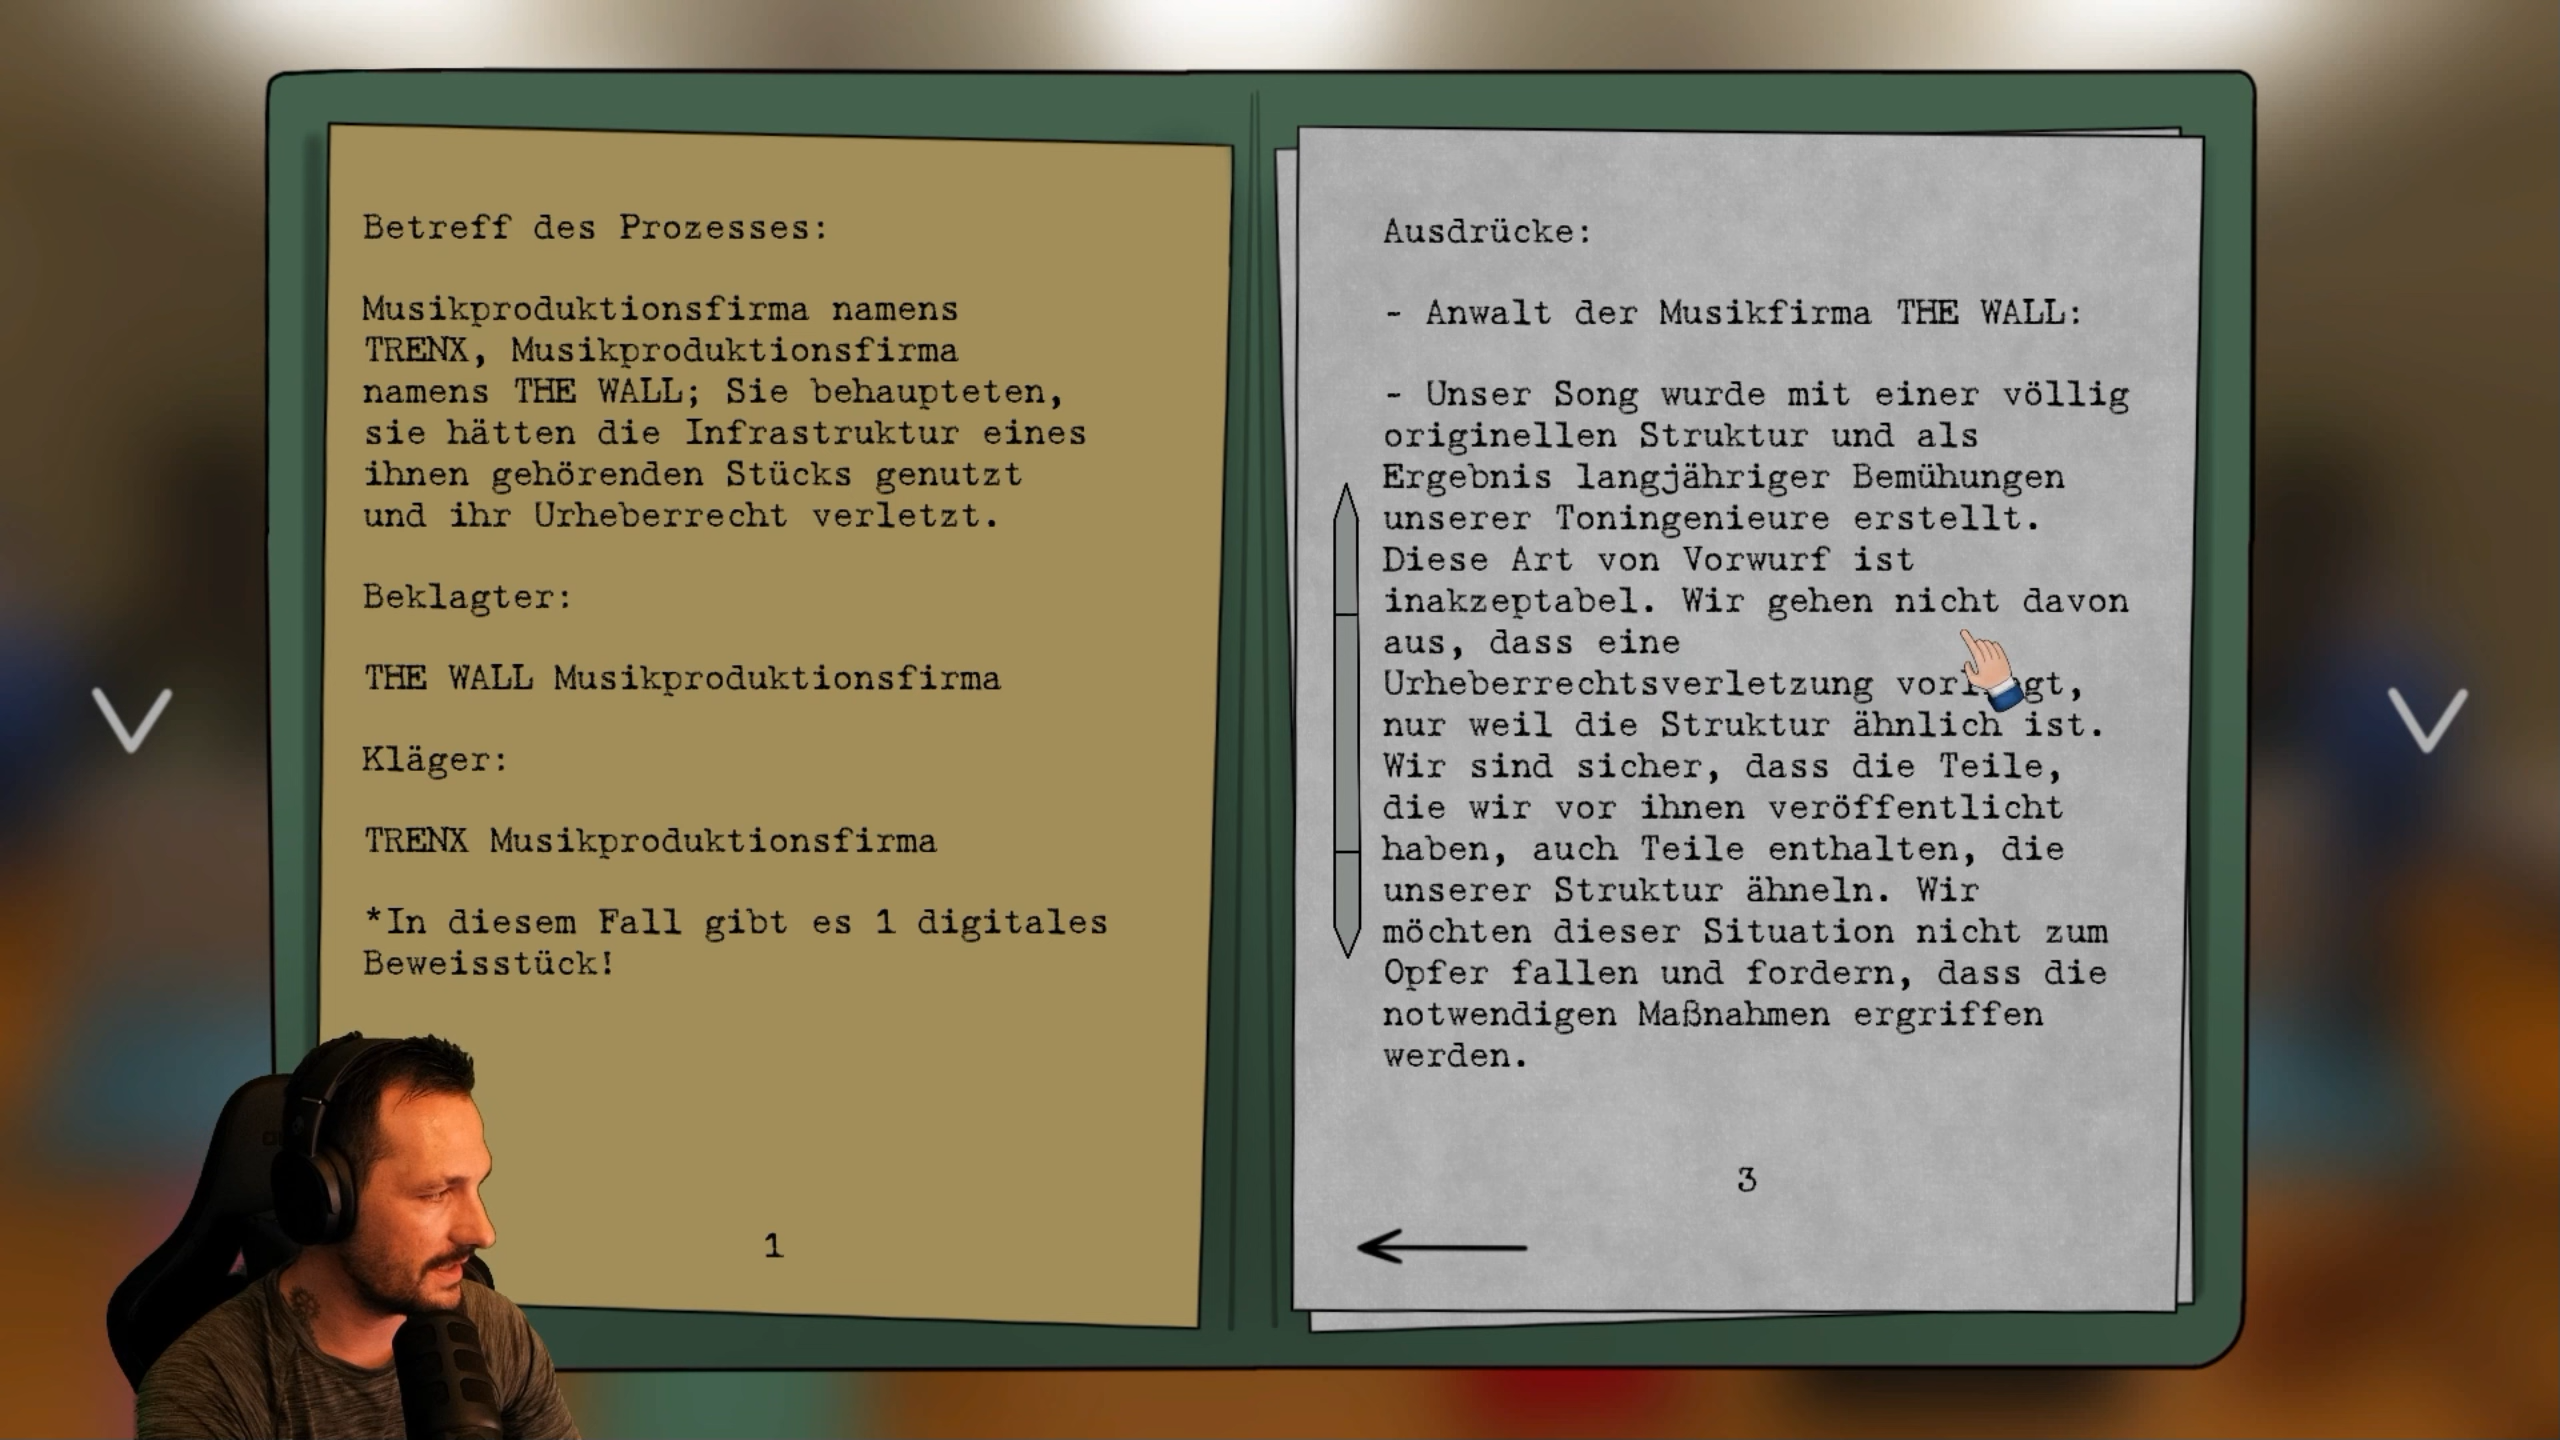 Betreff des Prozesses:
Musikproduktionsfirma namens
TRENX, Musikproduktionsfirma
namens THE WALL; Sie behaupteten,
sie hätten die Infrastruktur eines
ihnen gehörenden Stücks genutzt
und ihr Urheberrecht verletzt.
Beklagter:
THE WALL Musikproduktionsfirma
Kläger:
TRENX Musikproduktionsfirma
*In diesem Fall gibt es 1 digitales
Beweisstück!
1
Ausdrücke:
- Anwalt der Musikfirma THE WALL:
- Unser Song wurde mit einer völlig
originellen Struktur und als
Ergebnis langjähriger Bemühungen
unserer Toningenieure erstellt.
Diese Art von Vorwurf ist
inakzeptabel. Wir gehen nicht davon
aus, dass eine
Urheberrechtsverletzung
nur weil die Struktur ähnlich ist.
Wir sind sicher, dass die Teile,
die wir vor ihnen veröffentlicht
haben, auch Teile enthalten, die
unserer Struktur ähneln. Wir
möchten dieser Situation nicht zum
Opfer fallen und fordern, dass die
notwendigen Maßnahmen ergriffen
werden.
3